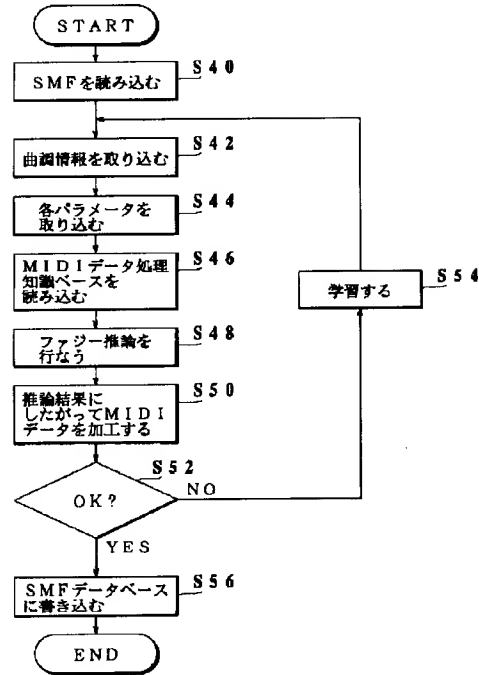 START
SMFを読み込む
S40
曲調情報を取り込む
S42
各パラメータを
取り込む
S44
MIDIデータ処理
知識ベースを
読み込む
S46
ファジー推論を
行なう
S48
推論結果に
したがってMIDI
データを加工する
S50
OK?
S52
NO
学習する
S54
YES
SMFデータベース
に書き込む
S56
END